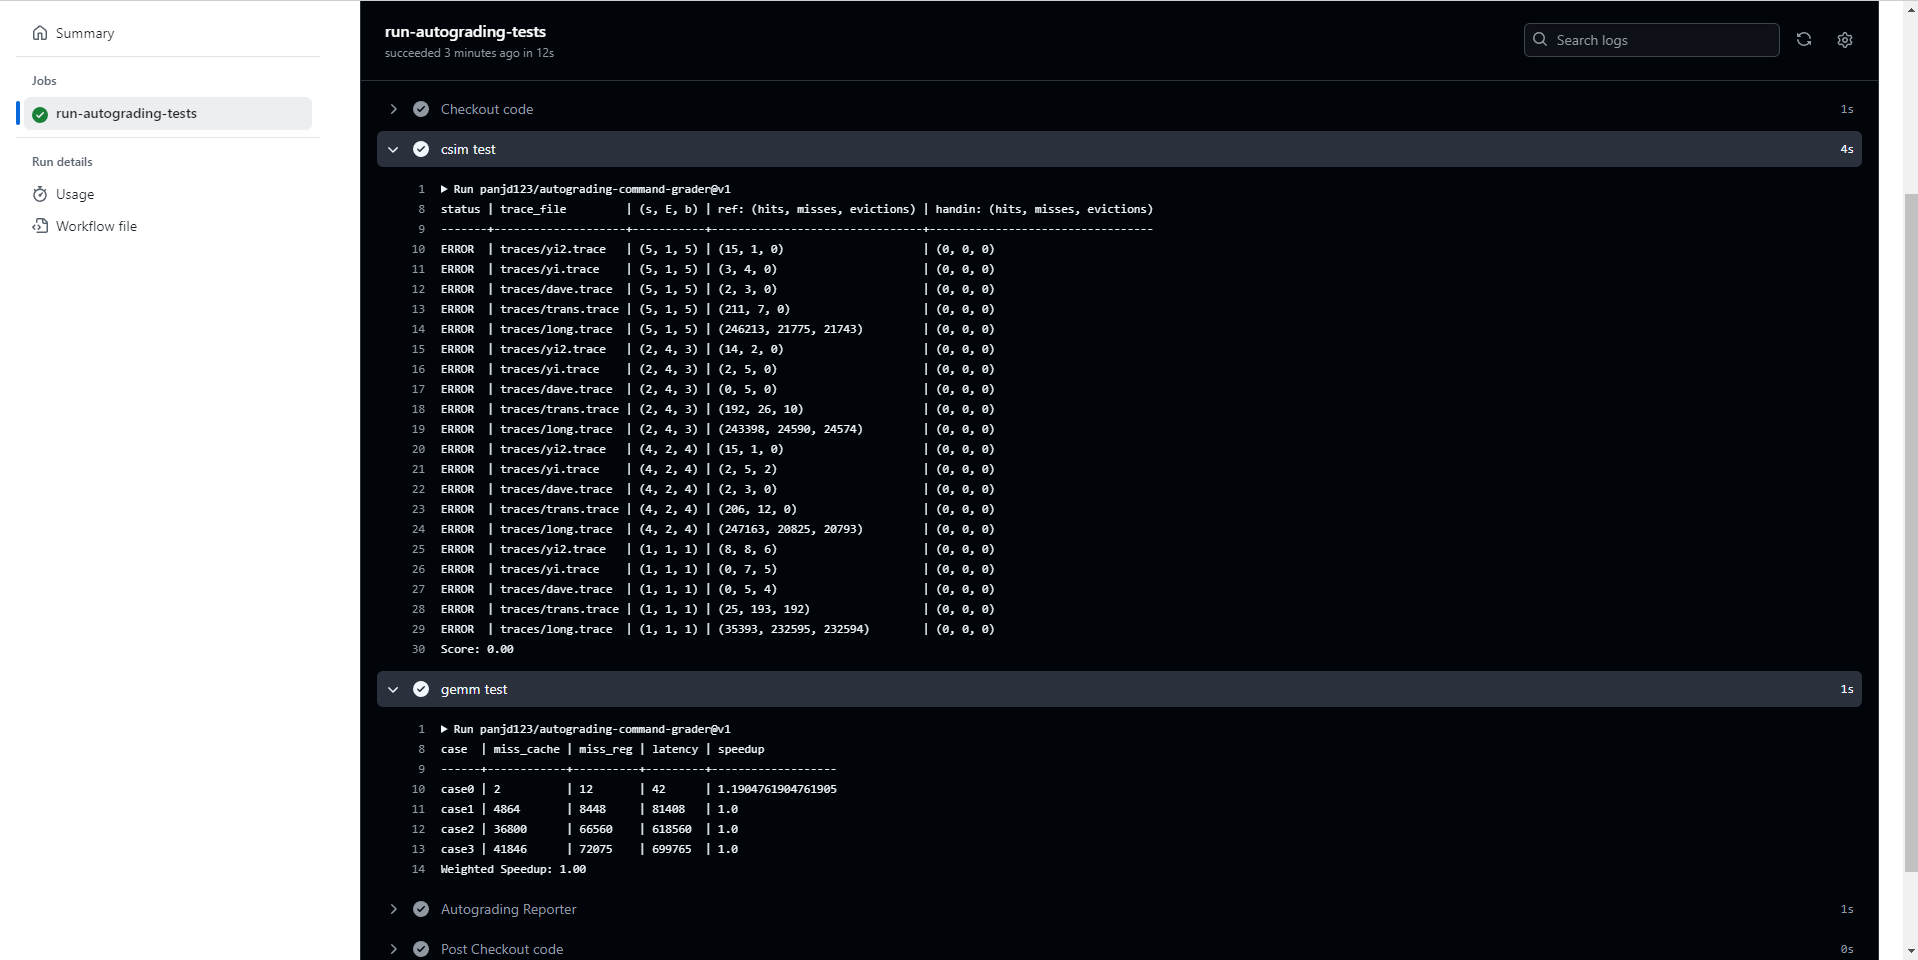 Summary
Jobs
run-autograding-tests
Run details
Usage
Workflow file
run-autograding-tests
succeeded 3 minutes ago in 12s
Search logs
Checkout code 1s
csim test 4s
1 Run panjd123/autograding-command-grader@v1
8 status | trace_file | (s, E, b) | ref: (hits, misses, evictions) | handin: (hits, misses, evictions)
9 -------+--------------------+-----------+--------------------------------+----------------------------------
10 ERROR | traces/yi2.trace | (5, 1, 5) | (15, 1, 0) | (0, 0, 0)
11 ERROR | traces/yi.trace | (5, 1, 5) | (3, 4, 0) | (0, 0, 0)
12 ERROR | traces/dave.trace | (5, 1, 5) | (2, 3, 0) | (0, 0, 0)
13 ERROR | traces/trans.trace | (5, 1, 5) | (211, 7, 0) | (0, 0, 0)
14 ERROR | traces/long.trace | (5, 1, 5) | (246213, 21775, 21743) | (0, 0, 0)
15 ERROR | traces/yi2.trace | (2, 4, 3) | (14, 2, 0) | (0, 0, 0)
16 ERROR | traces/yi.trace | (2, 4, 3) | (2, 5, 0) | (0, 0, 0)
17 ERROR | traces/dave.trace | (2, 4, 3) | (0, 5, 0) | (0, 0, 0)
18 ERROR | traces/trans.trace | (2, 4, 3) | (192, 26, 10) | (0, 0, 0)
19 ERROR | traces/long.trace | (2, 4, 3) | (243398, 24590, 24574) | (0, 0, 0)
20 ERROR | traces/yi2.trace | (4, 2, 4) | (15, 1, 0) | (0, 0, 0)
21 ERROR | traces/yi.trace | (4, 2, 4) | (2, 5, 2) | (0, 0, 0)
22 ERROR | traces/dave.trace | (4, 2, 4) | (2, 3, 0) | (0, 0, 0)
23 ERROR | traces/trans.trace | (4, 2, 4) | (206, 12, 0) | (0, 0, 0)
24 ERROR | traces/long.trace | (4, 2, 4) | (247163, 20825, 20793) | (0, 0, 0)
25 ERROR | traces/yi2.trace | (1, 1, 1) | (8, 8, 6) | (0, 0, 0)
26 ERROR | traces/yi.trace | (1, 1, 1) | (0, 7, 5) | (0, 0, 0)
27 ERROR | traces/dave.trace | (1, 1, 1) | (0, 5, 4) | (0, 0, 0)
28 ERROR | traces/trans.trace | (1, 1, 1) | (25, 193, 192) | (0, 0, 0)
29 ERROR | traces/long.trace | (1, 1, 1) | (35393, 232595, 232594) | (0, 0, 0)
30 Score: 0.00
gemm test 1s
1 Run panjd123/autograding-command-grader@v1
8 case | miss_cache | miss_reg | latency | speedup
9 ------+------------+----------+---------+-------------------
10 case0 | 2 | 12 | 42 | 1.1904761904761905
11 case1 | 4864 | 8448 | 81408 | 1.0
12 case2 | 36800 | 66560 | 618560 | 1.0
13 case3 | 41846 | 72075 | 699765 | 1.0
14 Weighted Speedup: 1.00
Autograding Reporter 1s
Post Checkout code 0s